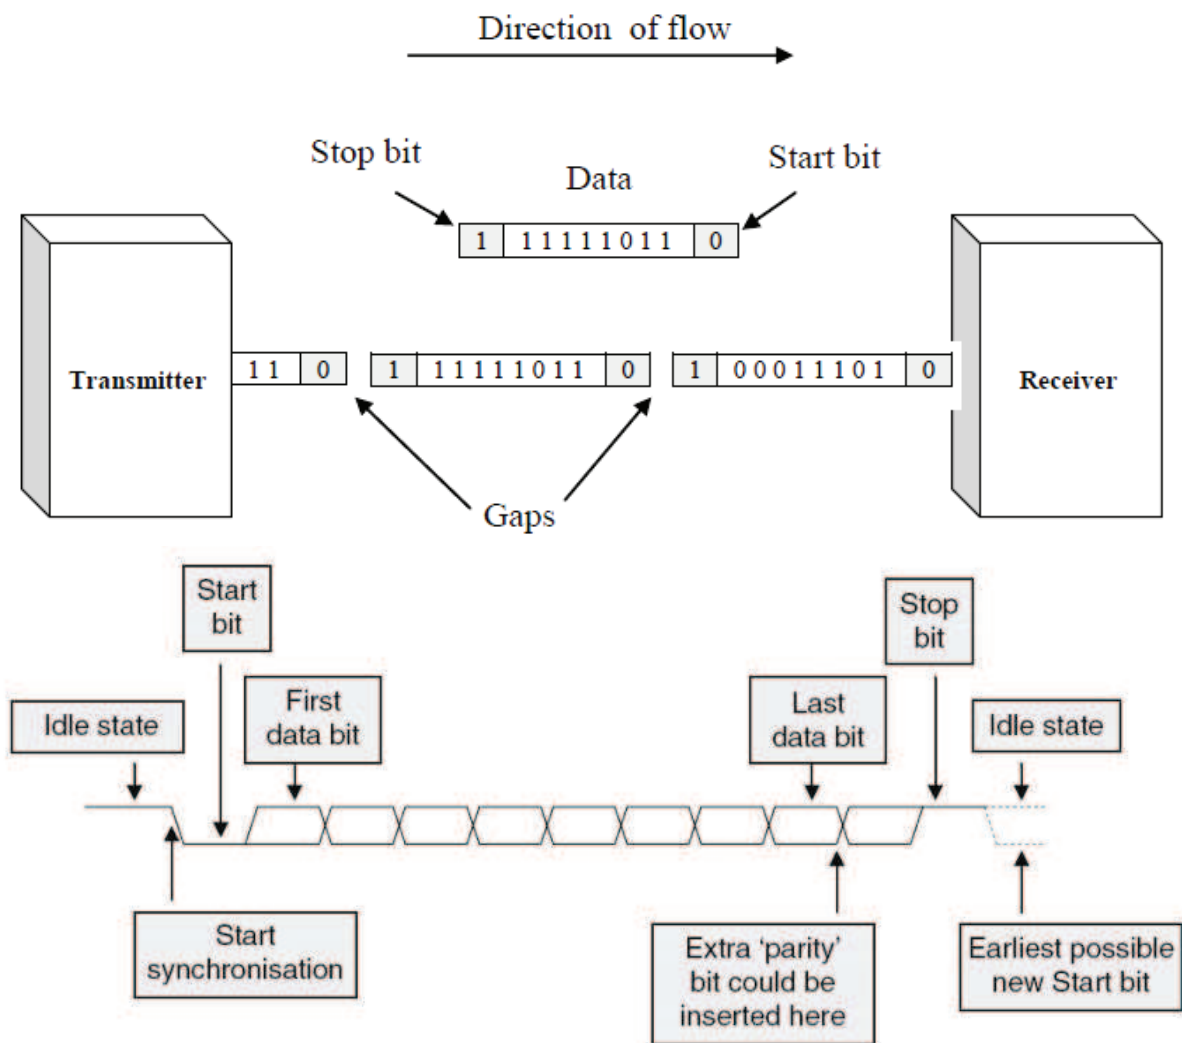 Direction of flow
Stop bit
Data
Start bit
1 1 1 1 1 1 0 1 1 0
Transmitter
1 1 0
1 1 1 1 1 1 0 1 1 0
1 0 0 0 1 1 1 0 1 0
Receiver
Gaps
Start
bit
Stop
bit
Idle state
First
data bit
Last
data bit
Idle state
Start
synchronisation
Extra ‘parity’
bit could be
inserted here
Earliest possible
new Start bit